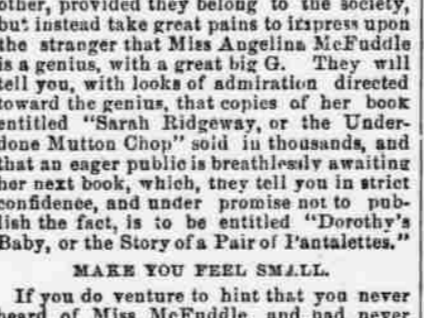 other, provided they belong to the society,
but instead take great pains to impress upon
the stranger that Miss Angelina McFuddle
is a genius, with a great big G. They will
tell you, with looks of admiration directed
toward the genius, that copies of her book
entitled "Sarah Ridgeway, or the Under-
done Mutton Chop" sold in thousands, and
that an eager public is breathlessly awaiting
her next book, which, they tell you in strict
confidence, and under promise not to pub-
lish the fact, is to be entitled "Dorothy's
Baby, or the Story of a Pair of Pantalettes."
MAKE YOU FEEL SMALL.
If you do venture to hint that you never
heard of Miss McFuddle, and had never